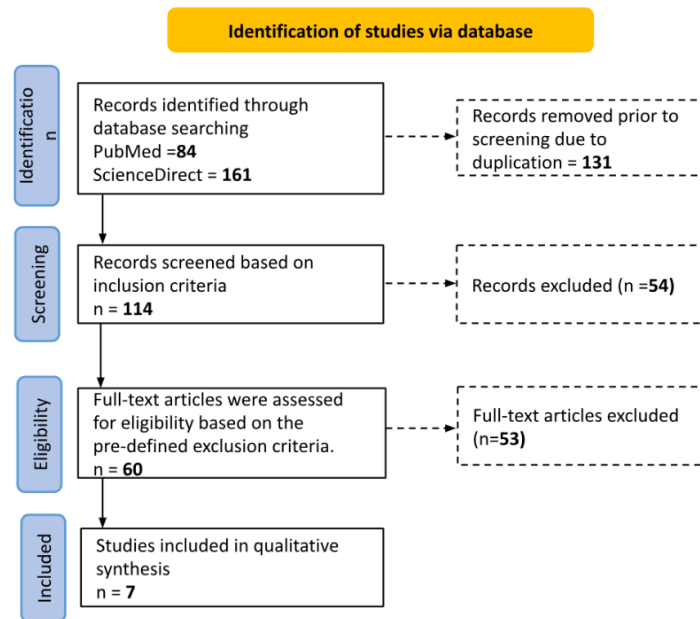 Identification of studies via database
Identificatio
n
Records identified through
database searching
PubMed =84
ScienceDirect = 161
Records removed prior to
screening due to
duplication = 131
Screening
Records screened based on
inclusion criteria
n = 114
Records excluded (n =54)
Eligibility
Full-text articles were assessed
for eligibility based on the
pre-defined exclusion criteria.
n = 60
Full-text articles excluded
(n=53)
Included
Studies included in qualitative
synthesis
n = 7